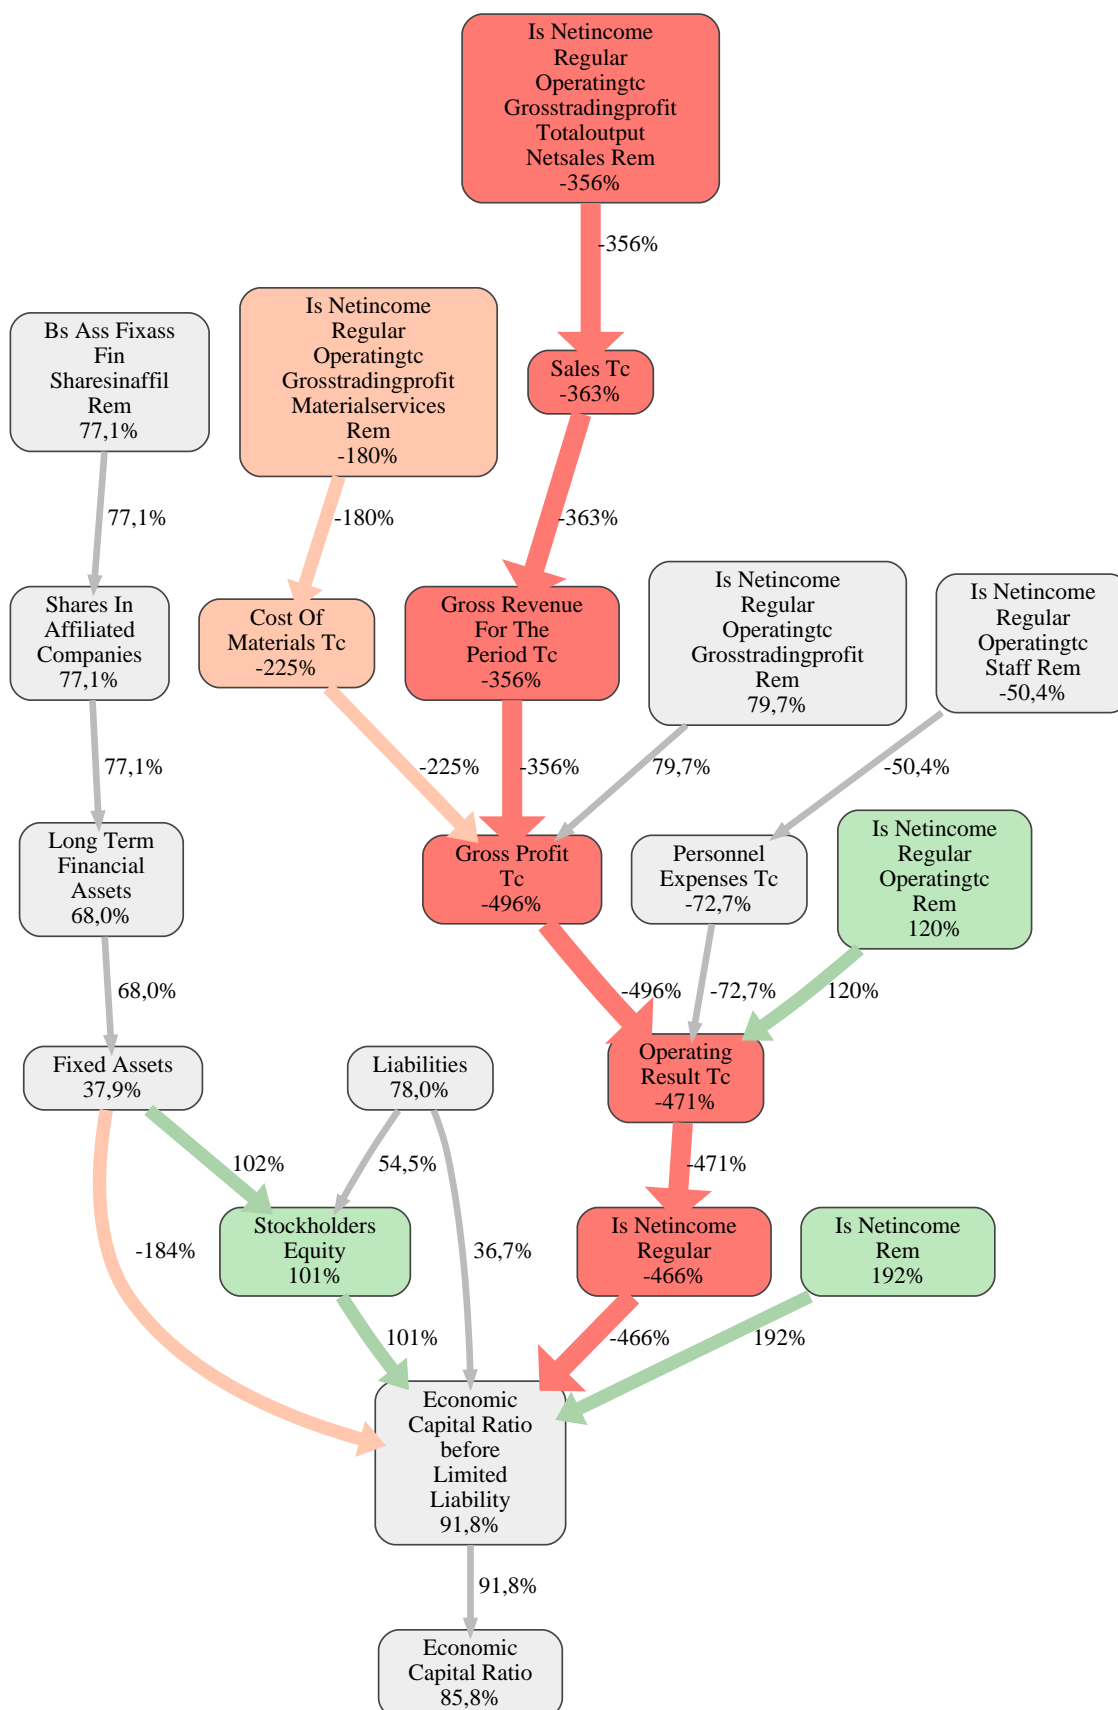 Is Netincome
Regular
Operatingtc
Grosstradingprofit
Totaloutput
Netsales Rem
-356%
-356%
Bs Ass Fixass
Fin
Sharesinaffil
Rem
77,1%
Is Netincome
Regular
Operatingtc
Grosstradingprofit
Materialservices
Rem
-180%
Sales Tc
-363%
77,1%
-180%
-363%
Shares In
Affiliated
Companies
77,1%
Cost Of
Materials Tc
-225%
Gross Revenue
For The
Period Tc
-356%
Is Netincome
Regular
Operatingtc
Grosstradingprofit
Rem
79,7%
Is Netincome
Regular
Operatingtc
Staff Rem
-50,4%
77,1%
-225%
-356%
79,7%
-50,4%
Long Term
Financial
Assets
68,0%
Gross Profit
Tc
-496%
Personnel
Expenses Tc
-72,7%
Is Netincome
Regular
Operatingtc
Rem
120%
68,0%
-496%
-72,7%
120%
Fixed Assets
37,9%
Liabilities
78,0%
Operating
Result Tc
-471%
102%
54,5%
-471%
-184%
Stockholders
Equity
101%
36,7%
Is Netincome
Regular
-466%
Is Netincome
Rem
192%
101%
-466%
192%
Economic
Capital Ratio
before
Limited
Liability
91,8%
91,8%
Economic
Capital Ratio
85,8%